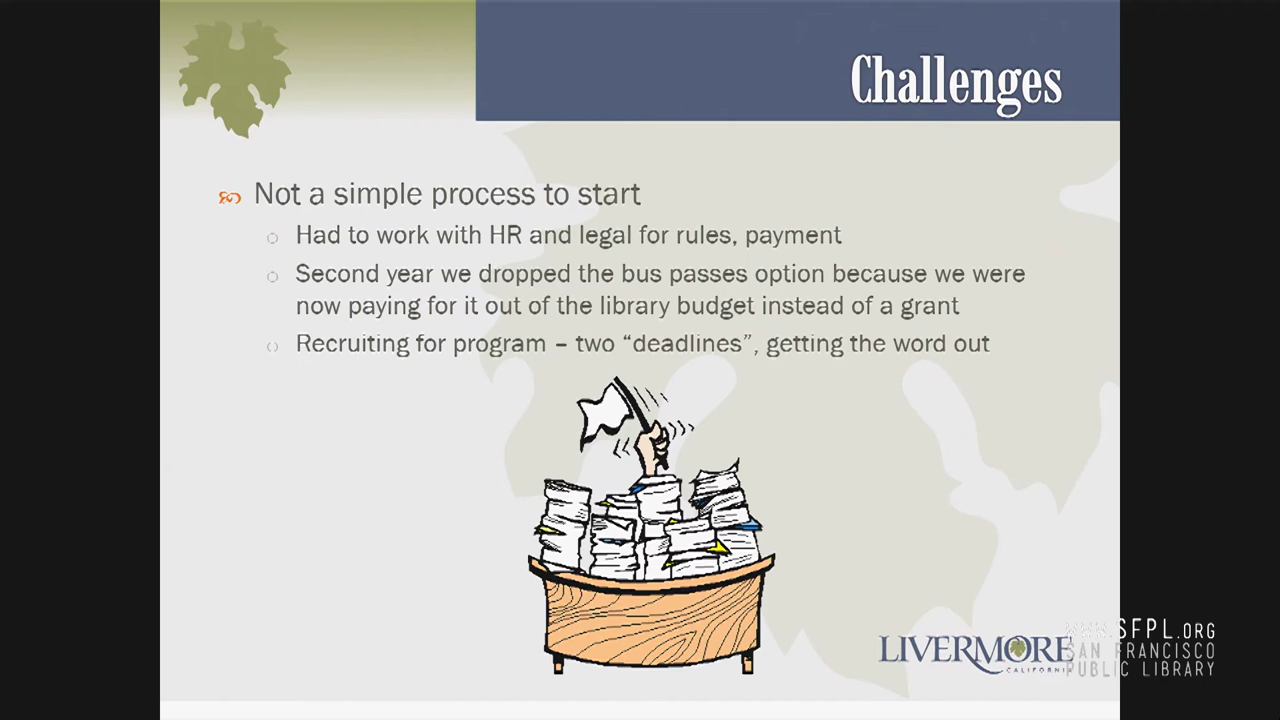 Challenges
Not a simple process to start
Had to work with HR and legal for rules, payment
Second year we dropped the bus passes option because we were
now paying for it out of the library budget instead of a grant
Recruiting for program – two “deadlines”, getting the word out
LIVERMORE
CALIFORNIA
WWW.SFPL.ORG
SAN FRANCISCO
PUBLIC LIBRARY